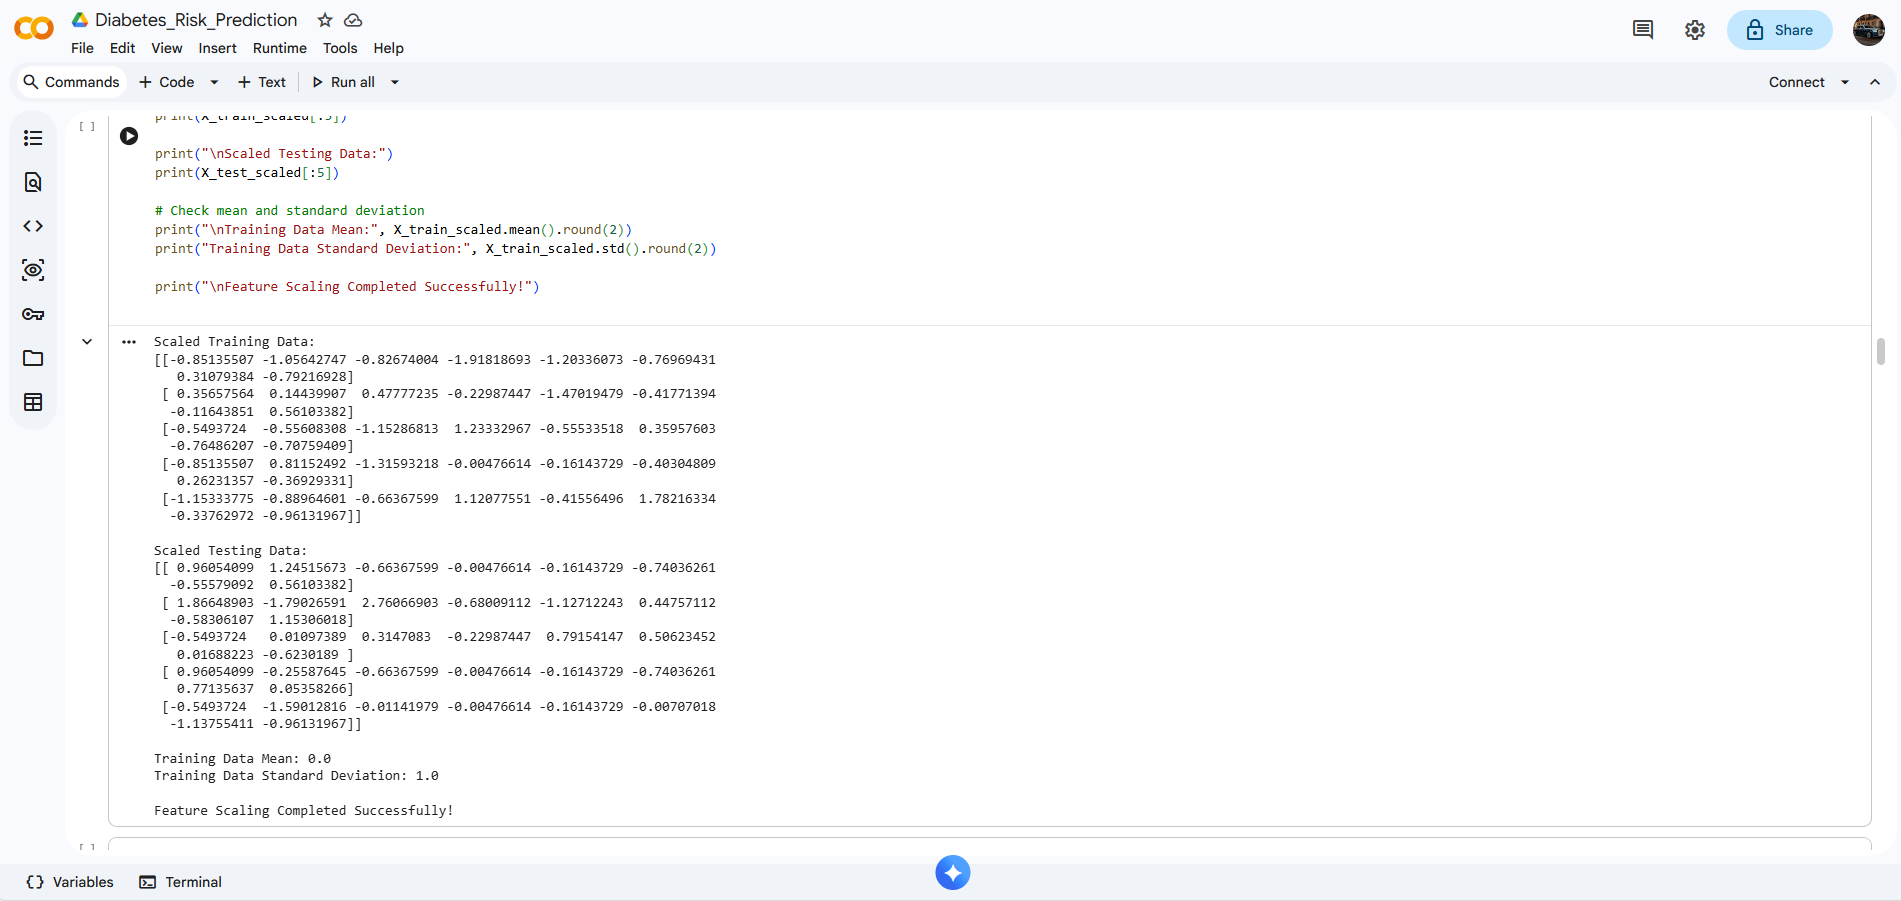 Diabetes_Risk_Prediction
File Edit View Insert Runtime Tools Help
Share
Commands + Code + Text Run all
Connect
[ ]
print(X_train_scaled[:5])
print("\nScaled Testing Data:")
print(X_test_scaled[:5])
# Check mean and standard deviation
print("\nTraining Data Mean:", X_train_scaled.mean().round(2))
print("Training Data Standard Deviation:", X_train_scaled.std().round(2))
print("\nFeature Scaling Completed Successfully!")
Scaled Training Data:
[[-0.85135507 -1.05642747 -0.82674004 -1.91818693 -1.20336073 -0.76969431
0.31079384 -0.79216928]
[ 0.35657564  0.14439907  0.47777235 -0.22987447 -1.47019479 -0.41771394
-0.11643851  0.56103382]
[-0.5493724  -0.55608308 -1.15286813  1.23332967 -0.55533518  0.35957603
-0.76486207 -0.70759409]
[-0.85135507  0.81152492 -1.31593218 -0.00476614 -0.16143729 -0.40304809
0.26231357 -0.36929331]
[-1.15333775 -0.88964601 -0.66367599  1.12077551 -0.41556496  1.78216334
-0.33762972 -0.96131967]]
Scaled Testing Data:
[[ 0.96054099  1.24515673 -0.66367599 -0.00476614 -0.16143729 -0.74036261
-0.55579092  0.56103382]
[ 1.86648903 -1.79026591  2.76066903 -0.68009112 -1.12712243  0.44757112
-0.58306107  1.15306018]
[-0.5493724   0.01097389  0.3147083  -0.22987447  0.79154147  0.50623452
0.01688223 -0.6230189 ]
[ 0.96054099 -0.25587645 -0.66367599 -0.00476614 -0.16143729 -0.74036261
0.77135637  0.05358266]
[-0.5493724  -1.59012816 -0.01141979 -0.00476614 -0.16143729 -0.00707018
-1.13755411 -0.96131967]]
Training Data Mean: 0.0
Training Data Standard Deviation: 1.0
Feature Scaling Completed Successfully!
[ ]
Variables Terminal